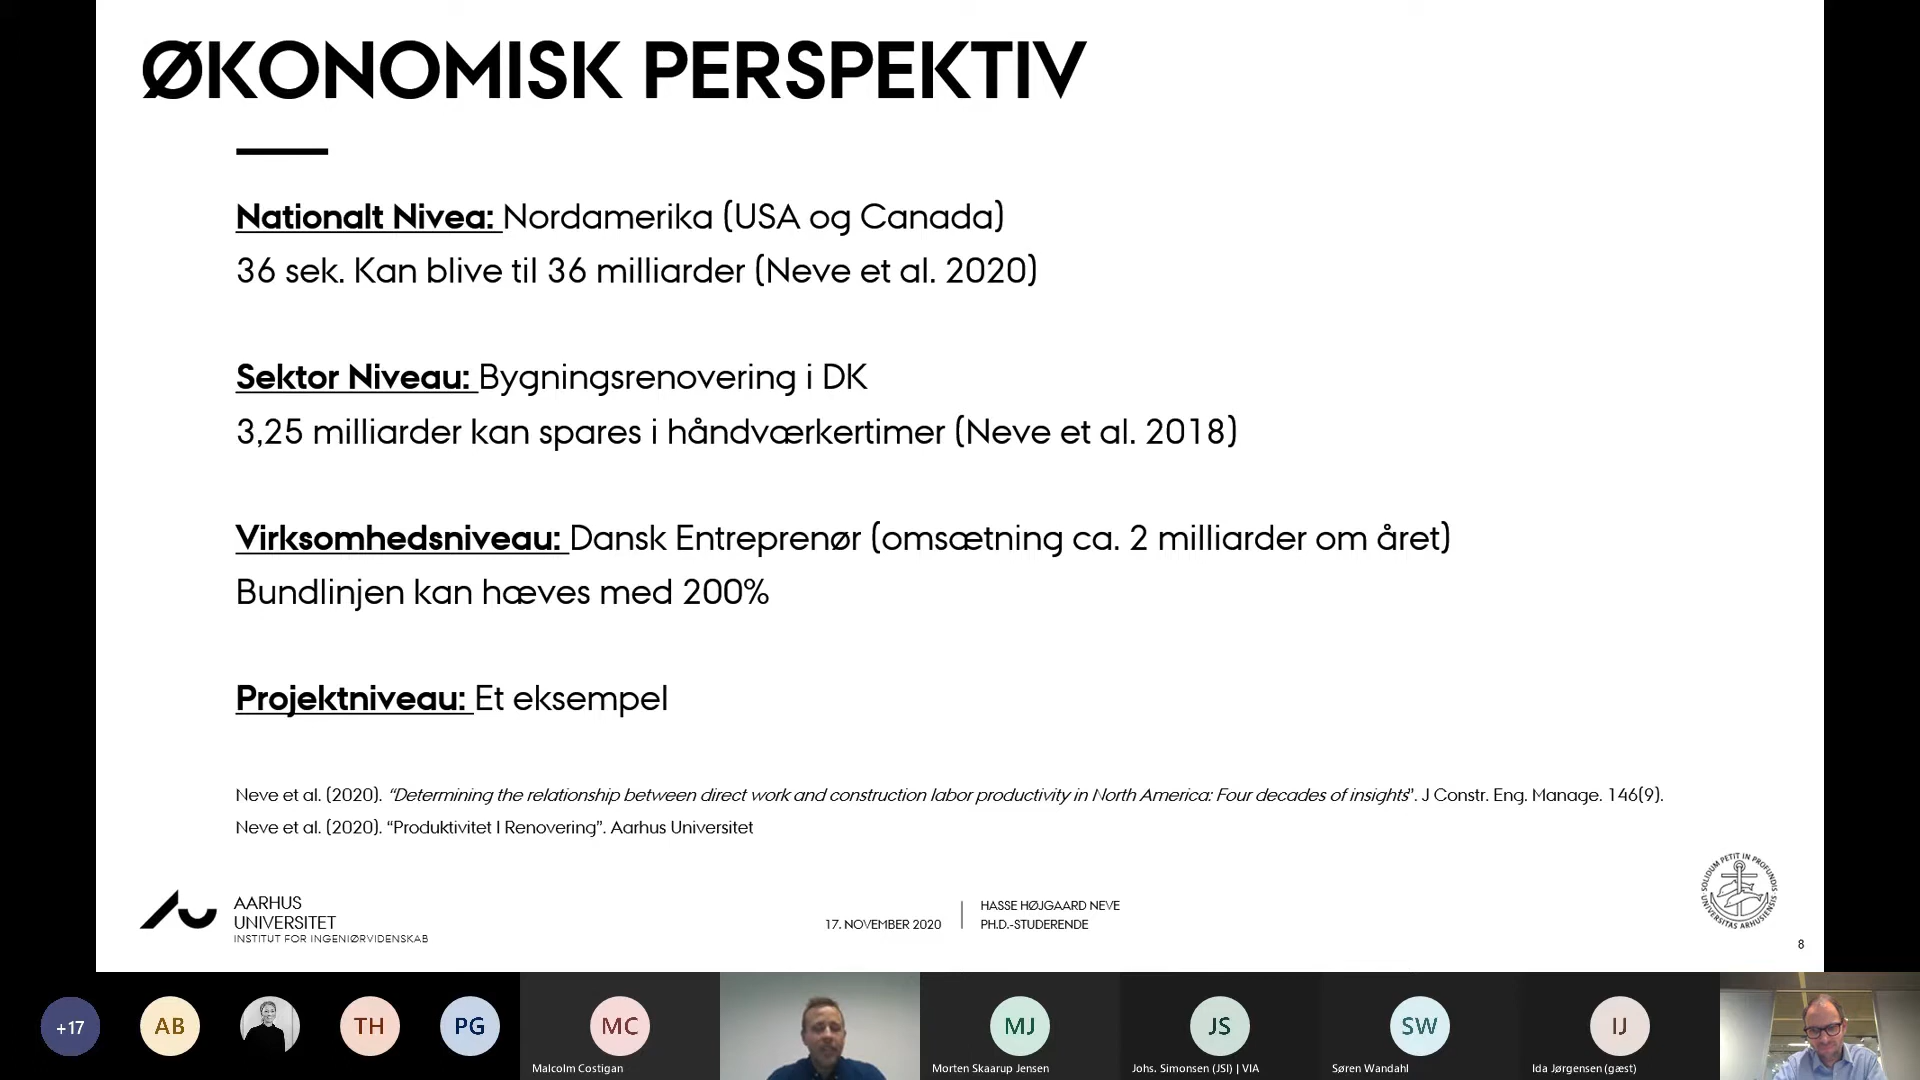 ØKONOMISK PERSPEKTIV
Nationalt Nivea: Nordamerika (USA og Canada)
36 sek. Kan blive til 36 milliarder (Neve et al. 2020)
Sektor Niveau: Bygningsrenovering i DK
3,25 milliarder kan spares i håndværkertimer (Neve et al. 2018)
Virksomhedsniveau: Dansk Entreprenør (omsætning ca. 2 milliarder om året)
Bundlinjen kan hæves med 200%
Projektniveau: Et eksempel
Neve et al. (2020). “Determining the relationship between direct work and construction labor productivity in North America: Four decades of insights”. J Constr. Eng. Manage. 146(9).
Neve et al. (2020). “Produktivitet I Renovering”. Aarhus Universitet
AARHUS
UNIVERSITET
INSTITUT FOR INGENIØRVIDENSKAB
17. NOVEMBER 2020
HASSE HØJGAARD NEVE
PH.D.-STUDERENDE
SOLIDUM PETIT IN PROFUNDIS
UNIVERSITAS ARHUSIENSIS
8
+17
AB
TH
PG
MC
Malcolm Costigan
MJ
Morten Skaarup Jensen
JS
Johs. Simonsen (JSI) | VIA
SW
Søren Wandahl
IJ
Ida Jørgensen (gæst)